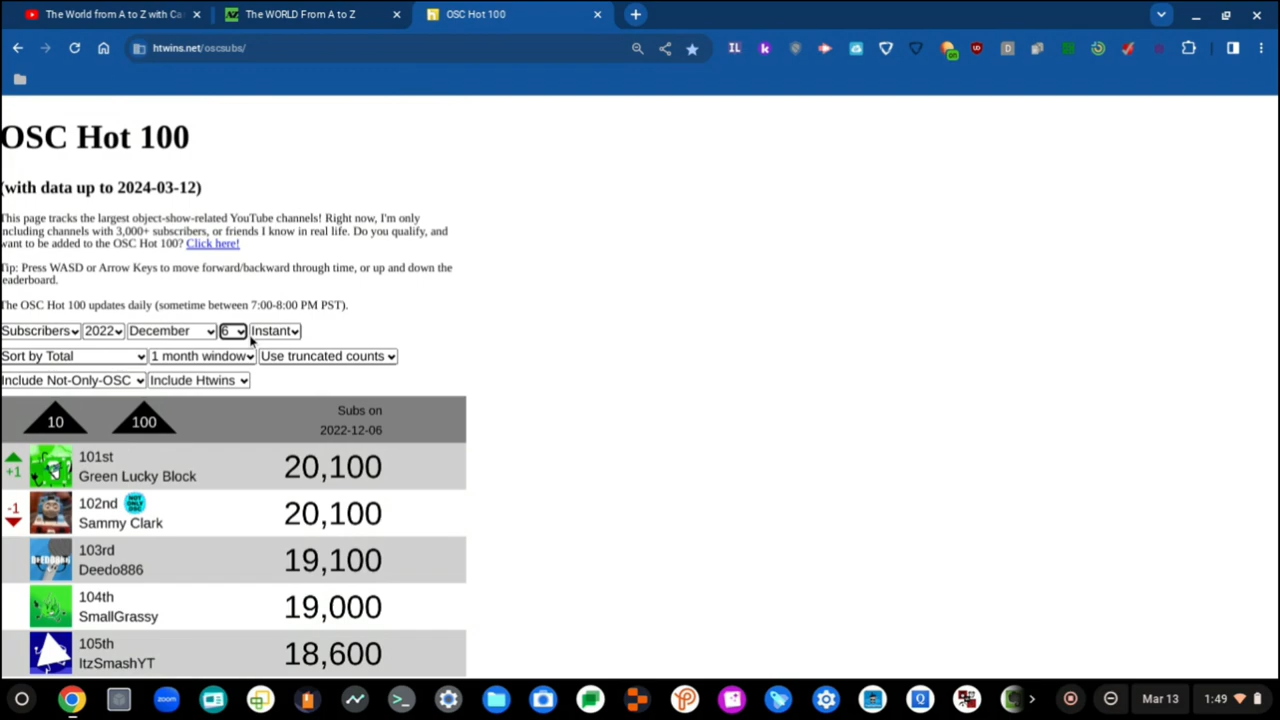 The World from A to Z with Ca
The WORLD From A to Z
OSC Hot 100
htwins.net/oscsubs/
OSC Hot 100
(with data up to 2024-03-12)
This page tracks the largest object-show-related YouTube channels! Right now, I'm only
including channels with 3,000+ subscribers, or friends I know in real life. Do you qualify, and
want to be added to the OSC Hot 100? Click here!
Tip: Press WASD or Arrow Keys to move forward/backward through time, or up and down the
leaderboard.
The OSC Hot 100 updates daily (sometime between 7:00-8:00 PM PST).
Subscribers 2022 December 6 Instant
Sort by Total 1 month window Use truncated counts
Include Not-Only-OSC Include Htwins
10 100 Subs on
2022-12-06
+1 101st
Green Lucky Block 20,100
-1 102nd NOT ONLY OSC
Sammy Clark 20,100
103rd
Deedo886 19,100
104th
SmallGrassy 19,000
105th
ItzSmashYT 18,600
zoom
Mar 13 1:49